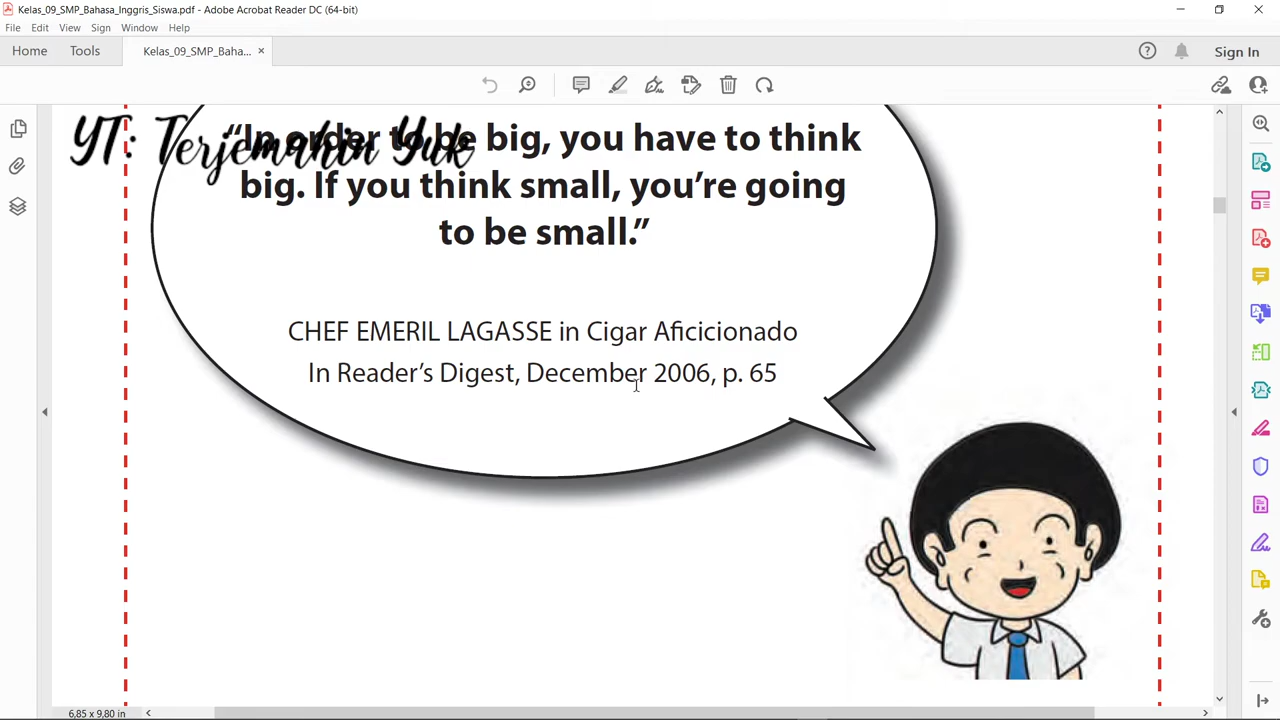 Kelas_09_SMP_Bahasa_Inggris_Siswa.pdf - Adobe Acrobat Reader DC (64-bit)
File Edit View Sign Window Help
Home Tools Kelas_09_SMP_Baha... Sign In
YT: Terjemahin Yuk
“In order to be big, you have to think
big. If you think small, you’re going
to be small.”
CHEF EMERIL LAGASSE in Cigar Aficicionado
In Reader’s Digest, December 2006, p. 65
6,85 x 9,80 in